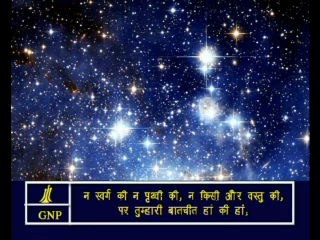 न स्वर्ग की न पृथ्वी की, न किसी और वस्तु की,
पर तुम्हारी बातचीत हां की हां,
GNP